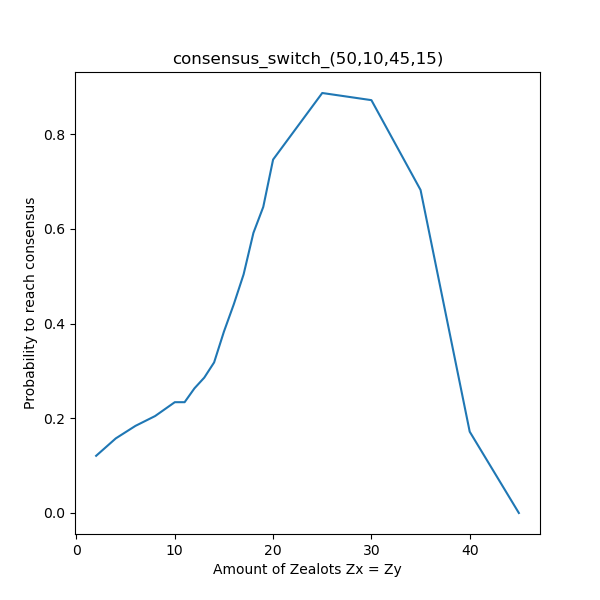 consensus_switch_(50,10,45,15)
Probability to reach consensus
0.8
0.6
0.4
0.2
0.0
0 10 20 30 40
Amount of Zealots Zx = Zy